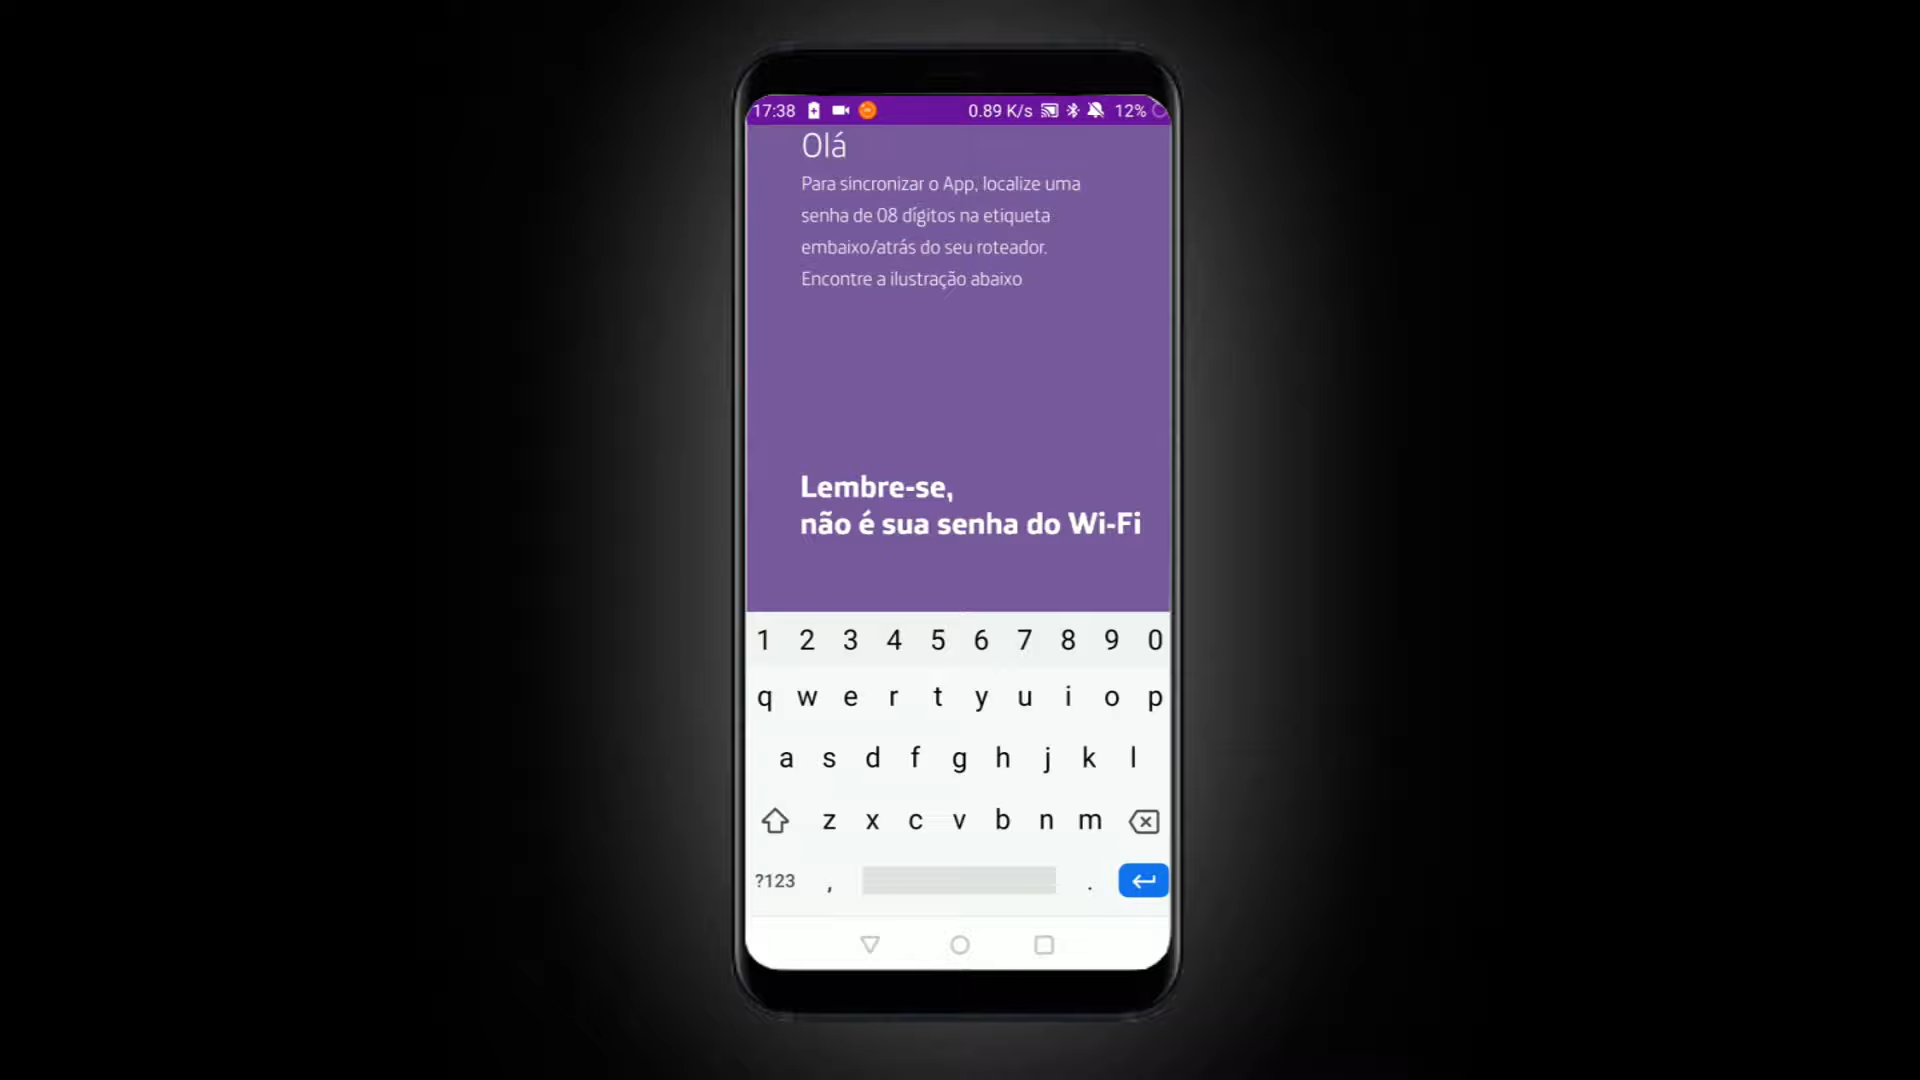 17:38 0.89 K/s 12%
Olá
Para sincronizar o App, localize uma
senha de 08 dígitos na etiqueta
embaixo/atrás do seu roteador.
Encontre a ilustração abaixo
Lembre-se,
não é sua senha do Wi-Fi
1 2 3 4 5 6 7 8 9 0
q w e r t y u i o p
a s d f g h j k l
z x c v b n m
?123 , .